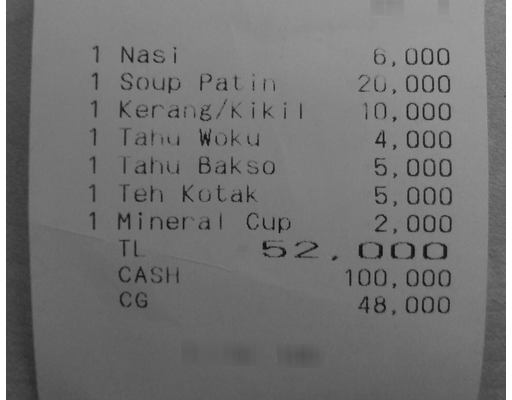 1 Nasi 6,000
1 Soup Patin 20,000
1 Kerang/Kikil 10,000
1 Tahu Woku 4,000
1 Tahu Bakso 5,000
1 Teh Kotak 5,000
1 Mineral Cup 2,000
TL 52.000
CASH 100,000
CG 48,000